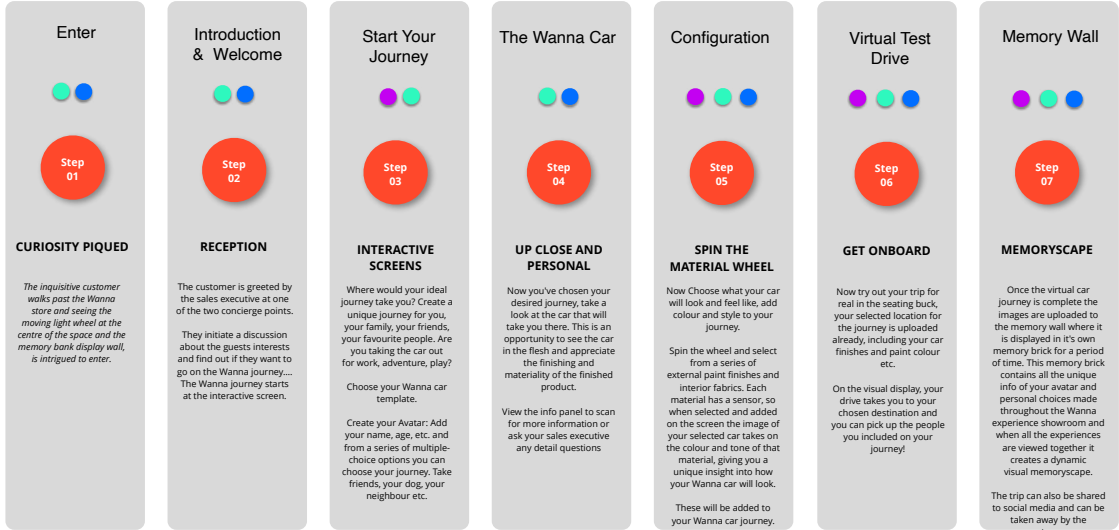 Enter
Step
01
CURIOSITY PIQUED
The inquisitive customer
walks past the Wanna
store and seeing the
moving light wheel at the
centre of the space and the
memory bank display wall,
is intrigued to enter.
Introduction
& Welcome
Step
02
RECEPTION
The customer is greeted by
the sales executive at one
of the two concierge points.
They initiate a discussion
about the guests interests
and find out if they want to
go on the Wanna journey....
The Wanna journey starts
at the interactive screen.
Start Your
Journey
Step
03
INTERACTIVE
SCREENS
Where would your ideal
journey take you? Create a
unique journey for you,
your family, your friends,
your favourite people. Are
you taking the car out
for work, adventure, play?
Choose your Wanna car
template.
Create your Avatar: Add
your name, age, etc. and
from a series of multiple-
choice options you can
choose your journey. Take
friends, your dog, your
neighbour etc.
The Wanna Car
Step
04
UP CLOSE AND
PERSONAL
Now you've chosen your
desired journey, take a
look at the car that will
take you there. This is an
opportunity to see the car
in the flesh and appreciate
the finishing and
materiality of the finished
product.
View the info panel to scan
for more information or
ask your sales executive
any detail questions
Configuration
Step
05
SPIN THE
MATERIAL WHEEL
Now Choose what your car
will look and feel like, add
colour and style to your
journey.
Spin the wheel and select
from a series of
external paint finishes and
interior fabrics. Each
material has a sensor, so
when selected and added
on the screen the image of
your selected car takes on
the colour and tone of that
material, giving you a
unique insight into how
your Wanna car will look.
These will be added to
your Wanna car journey.
Virtual Test
Drive
Step
06
GET ONBOARD
Now try out your trip for
real in the seating buck,
your selected location for
the journey is uploaded
already, including your car
finishes and paint colour
etc.
On the visual display, your
drive takes you to your
chosen destination and
you can pick up the people
you included on your
journey!
Memory Wall
Step
07
MEMORYSCAPE
Once the virtual car
journey is complete the
images are uploaded to
the memory wall where it
is displayed in it's own
memory brick for a period
of time. This memory brick
contains all the unique
info of your avatar and
personal choices made
throughout the Wanna
experience showroom and
when all the experiences
are viewed together it
creates a dynamic
visual memoryscape.
The trip can also be shared
to social media and can be
taken away by the